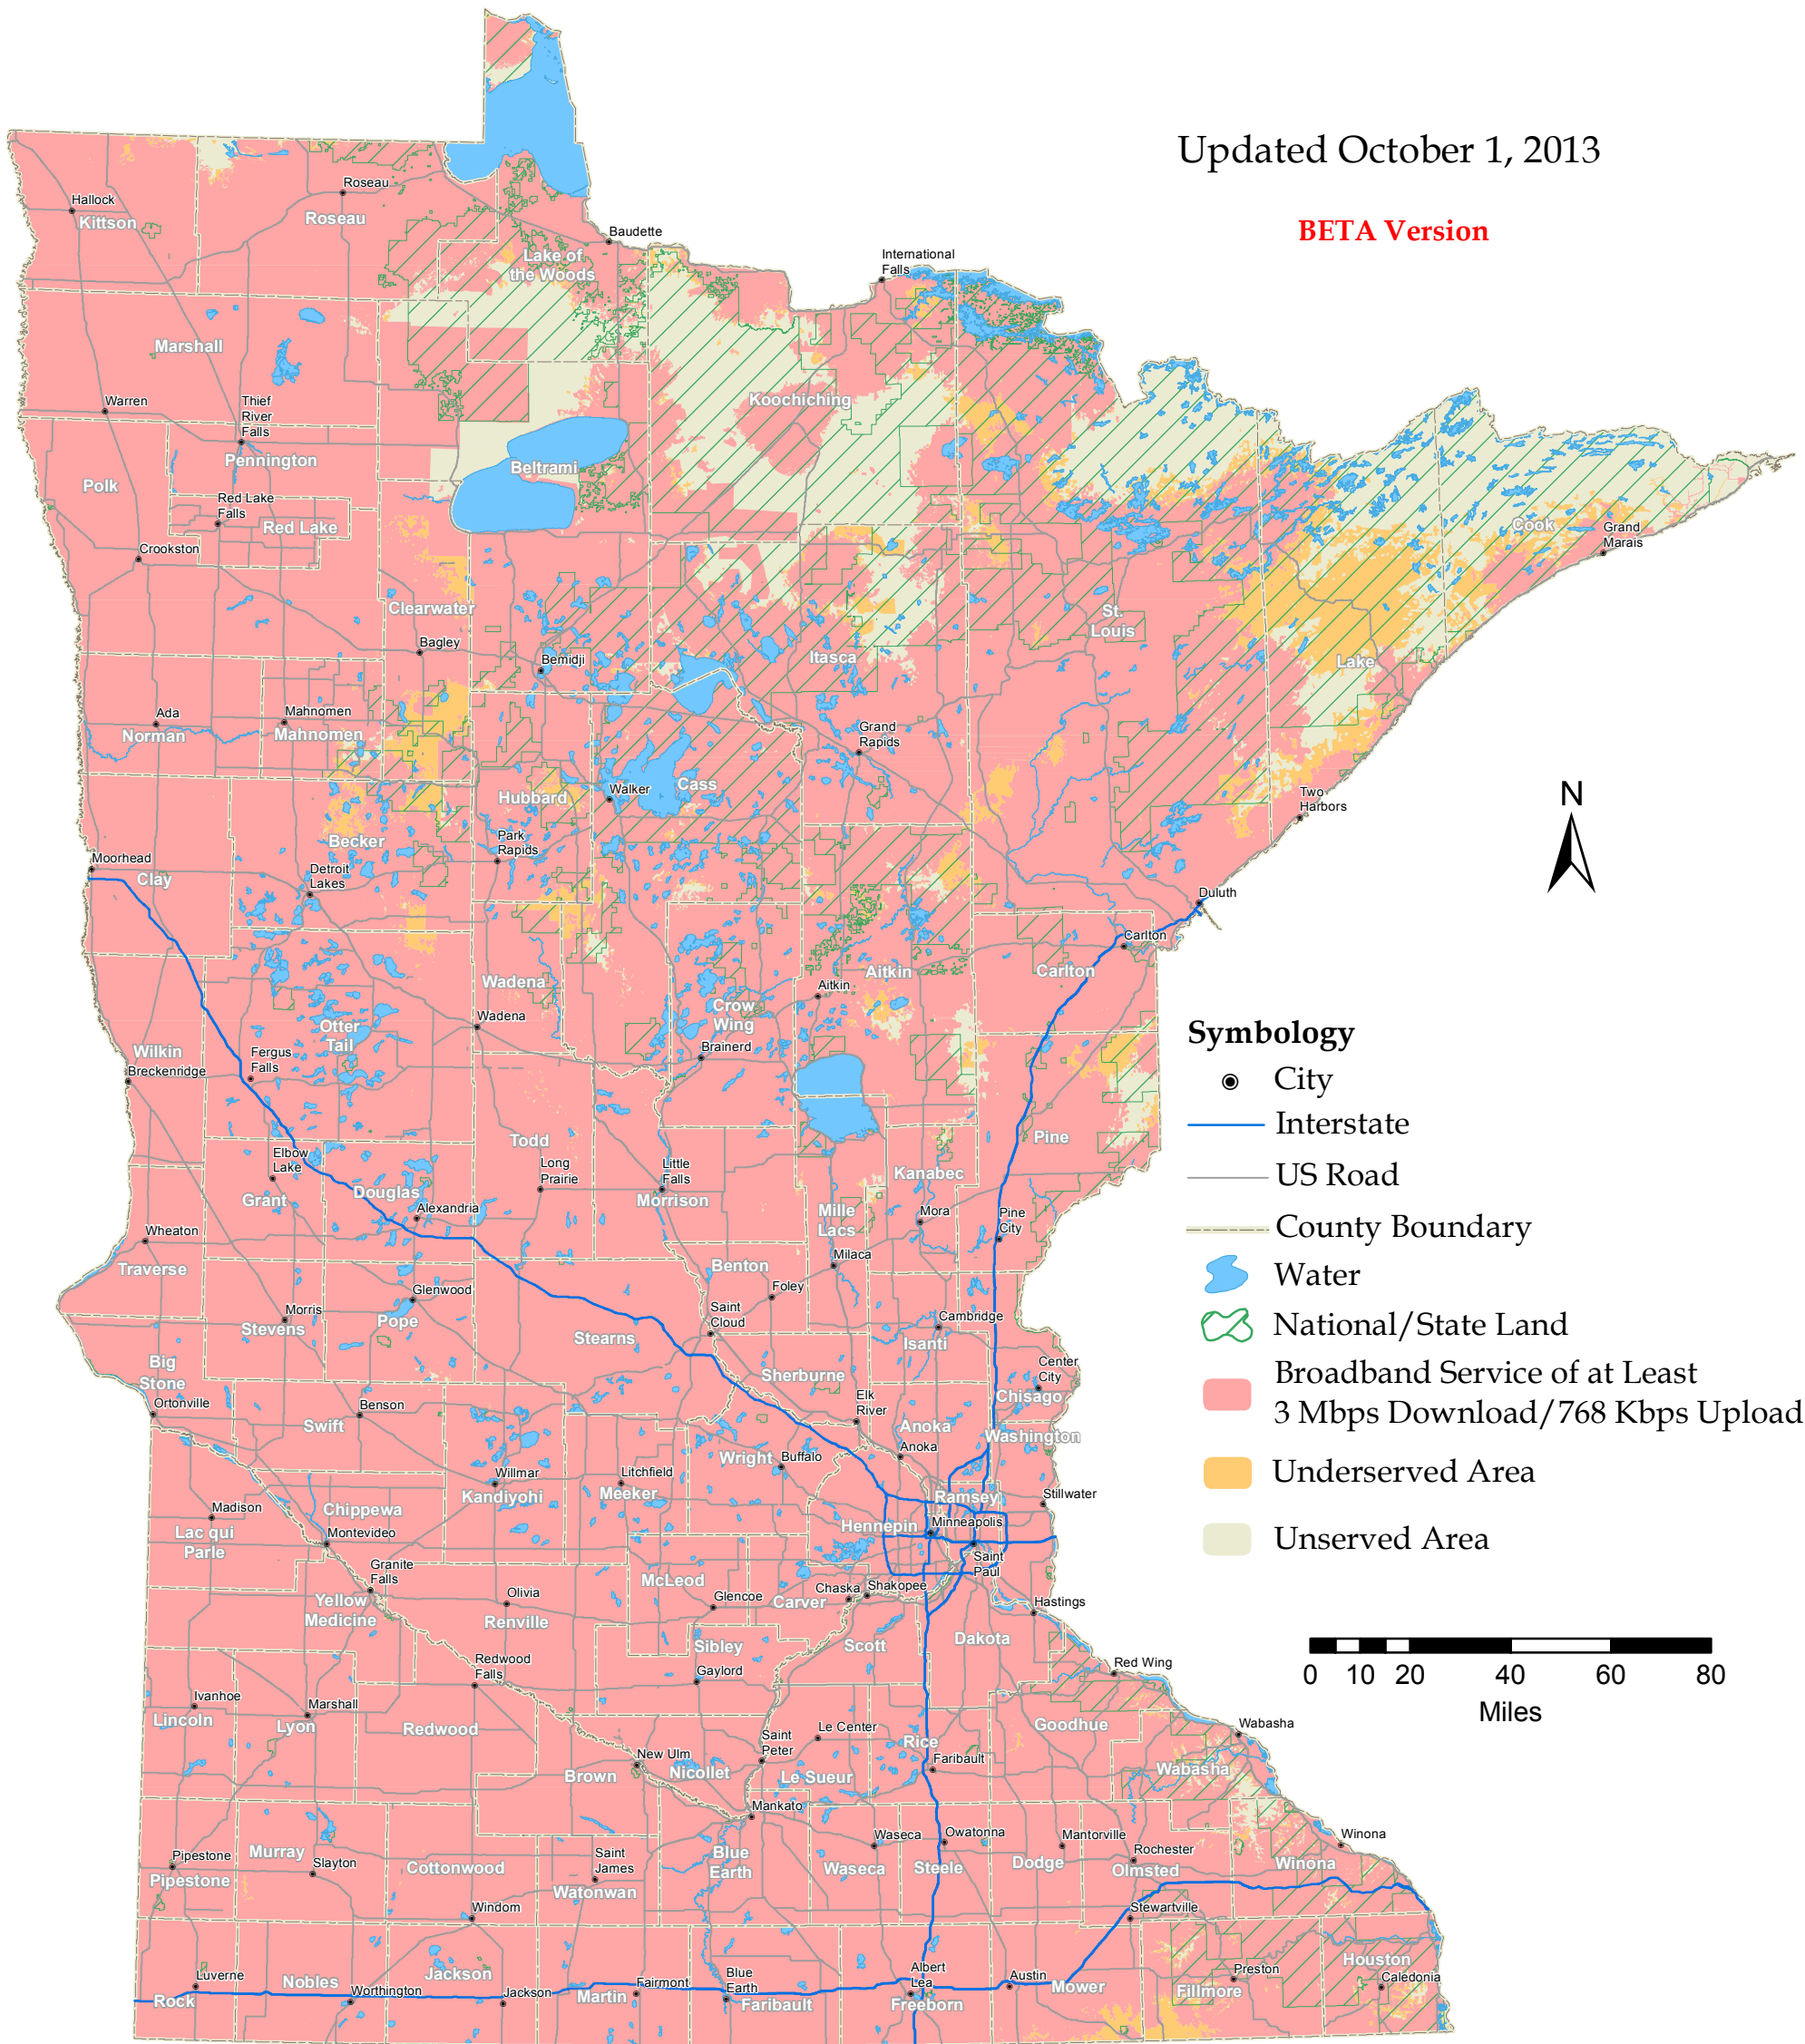 Updated October 1, 2013
BETA Version
Roseau
Hallock
Kittson
Roseau
Baudette
International
Falls
Lake of
the Woods
Marshall
Koochiching
Warren
Thief
River
Falls
Pennington
Beltrami
Polk
Red Lake
Falls
Red Lake
Cook
Grand
Marais
Crookston
Clearwater
St.
Louis
Bagley
Bemidji
Itasca
Lake
Ada
Norman
Mahnomen
Mahnomen
Grand
Rapids
Hubbard
Walker
Cass
Two
Harbors
N
Becker
Park
Rapids
Moorhead
Clay
Detroit
Lakes
Duluth
Carlton
Aitkin
Carlton
Wadena
Aitkin
Crow
Wing
Wadena
Otter
Tail
Brainerd
Wilkin
Breckenridge
Fergus
Falls
Symbology
City
Interstate
US Road
County Boundary
Water
National/State Land
Broadband Service of at Least
3 Mbps Download/768 Kbps Upload
Underserved Area
Unserved Area
Todd
Pine
Elbow
Lake
Grant
Douglas
Alexandria
Long
Prairie
Little
Falls
Morrison
Kanabec
Mille
Lacs
Mora
Pine
City
Wheaton
Traverse
Milaca
Benton
Foley
Glenwood
Morris
Stevens
Pope
Saint
Cloud
Stearns
Cambridge
Isanti
Big
Stone
Ortonville
Sherburne
Center
City
Chisago
Elk
River
Benson
Swift
Anoka
Anoka
Washington
Wright
Buffalo
Willmar
Kandiyohi
Litchfield
Meeker
Ramsey
Stillwater
Madison
Chippewa
Lac qui
Parle
Montevideo
Hennepin
Minneapolis
Saint
Paul
Granite
Falls
McLeod
Glencoe
Chaska
Shakopee
Carver
Yellow
Medicine
Olivia
Renville
Hastings
Sibley
Scott
Dakota
Redwood
Falls
Gaylord
Red Wing
0 10 20 40 60 80
Miles
Ivanhoe
Lincoln
Marshall
Lyon
Redwood
Saint
Peter
Le Center
Rice
Goodhue
Wabasha
New Ulm
Brown
Nicollet
Le Sueur
Faribault
Wabasha
Mankato
Waseca
Owatonna
Mantorville
Rochester
Winona
Pipestone
Pipestone
Murray
Slayton
Cottonwood
Saint
James
Watonwan
Blue
Earth
Waseca
Steele
Dodge
Olmsted
Winona
Windom
Stewartville
Luverne
Rock
Nobles
Worthington
Jackson
Jackson
Martin
Fairmont
Blue
Earth
Faribault
Albert
Lea
Freeborn
Austin
Mower
Preston
Fillmore
Houston
Caledonia